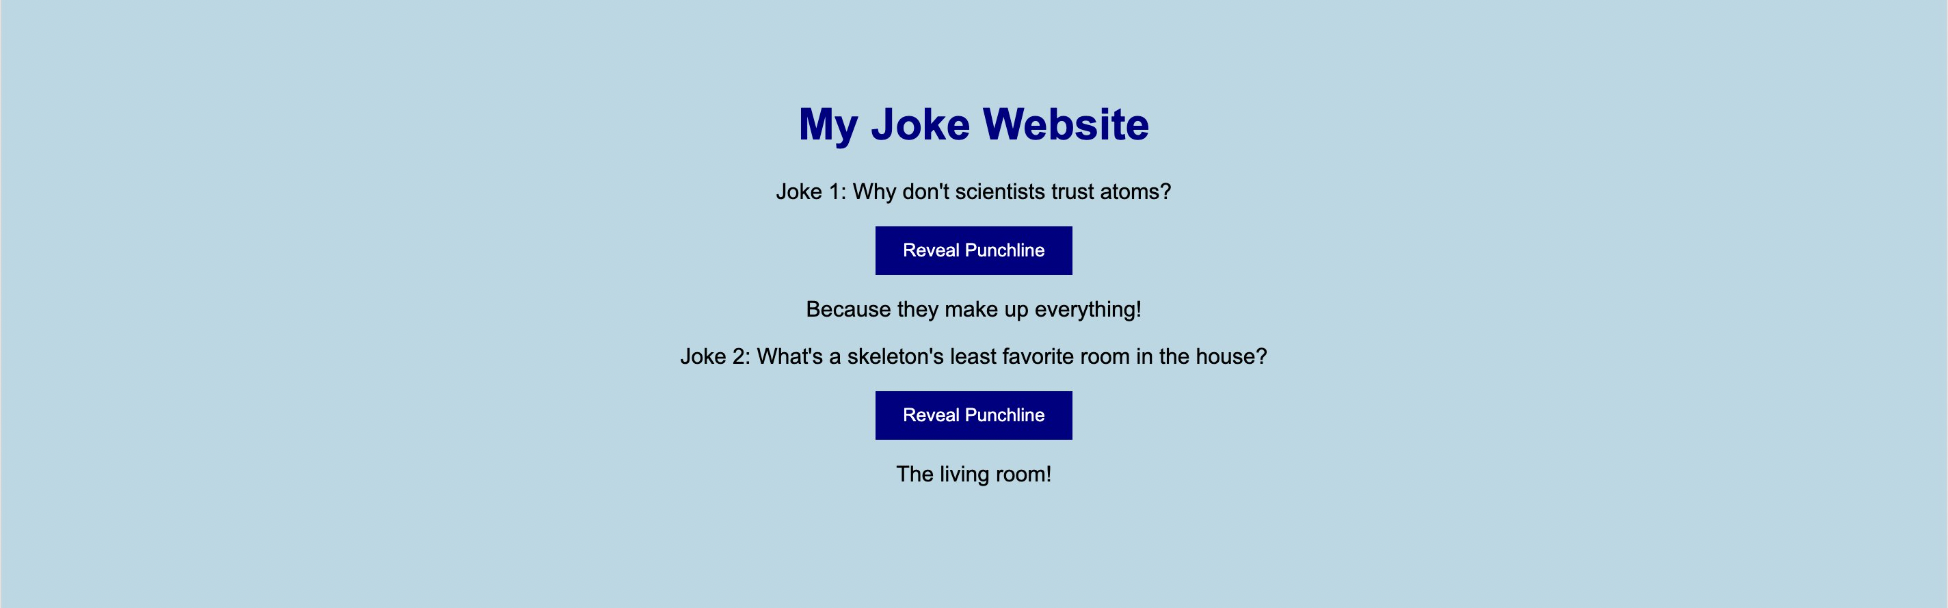 My Joke Website
Joke 1: Why don't scientists trust atoms?
Reveal Punchline
Because they make up everything!
Joke 2: What's a skeleton's least favorite room in the house?
Reveal Punchline
The living room!